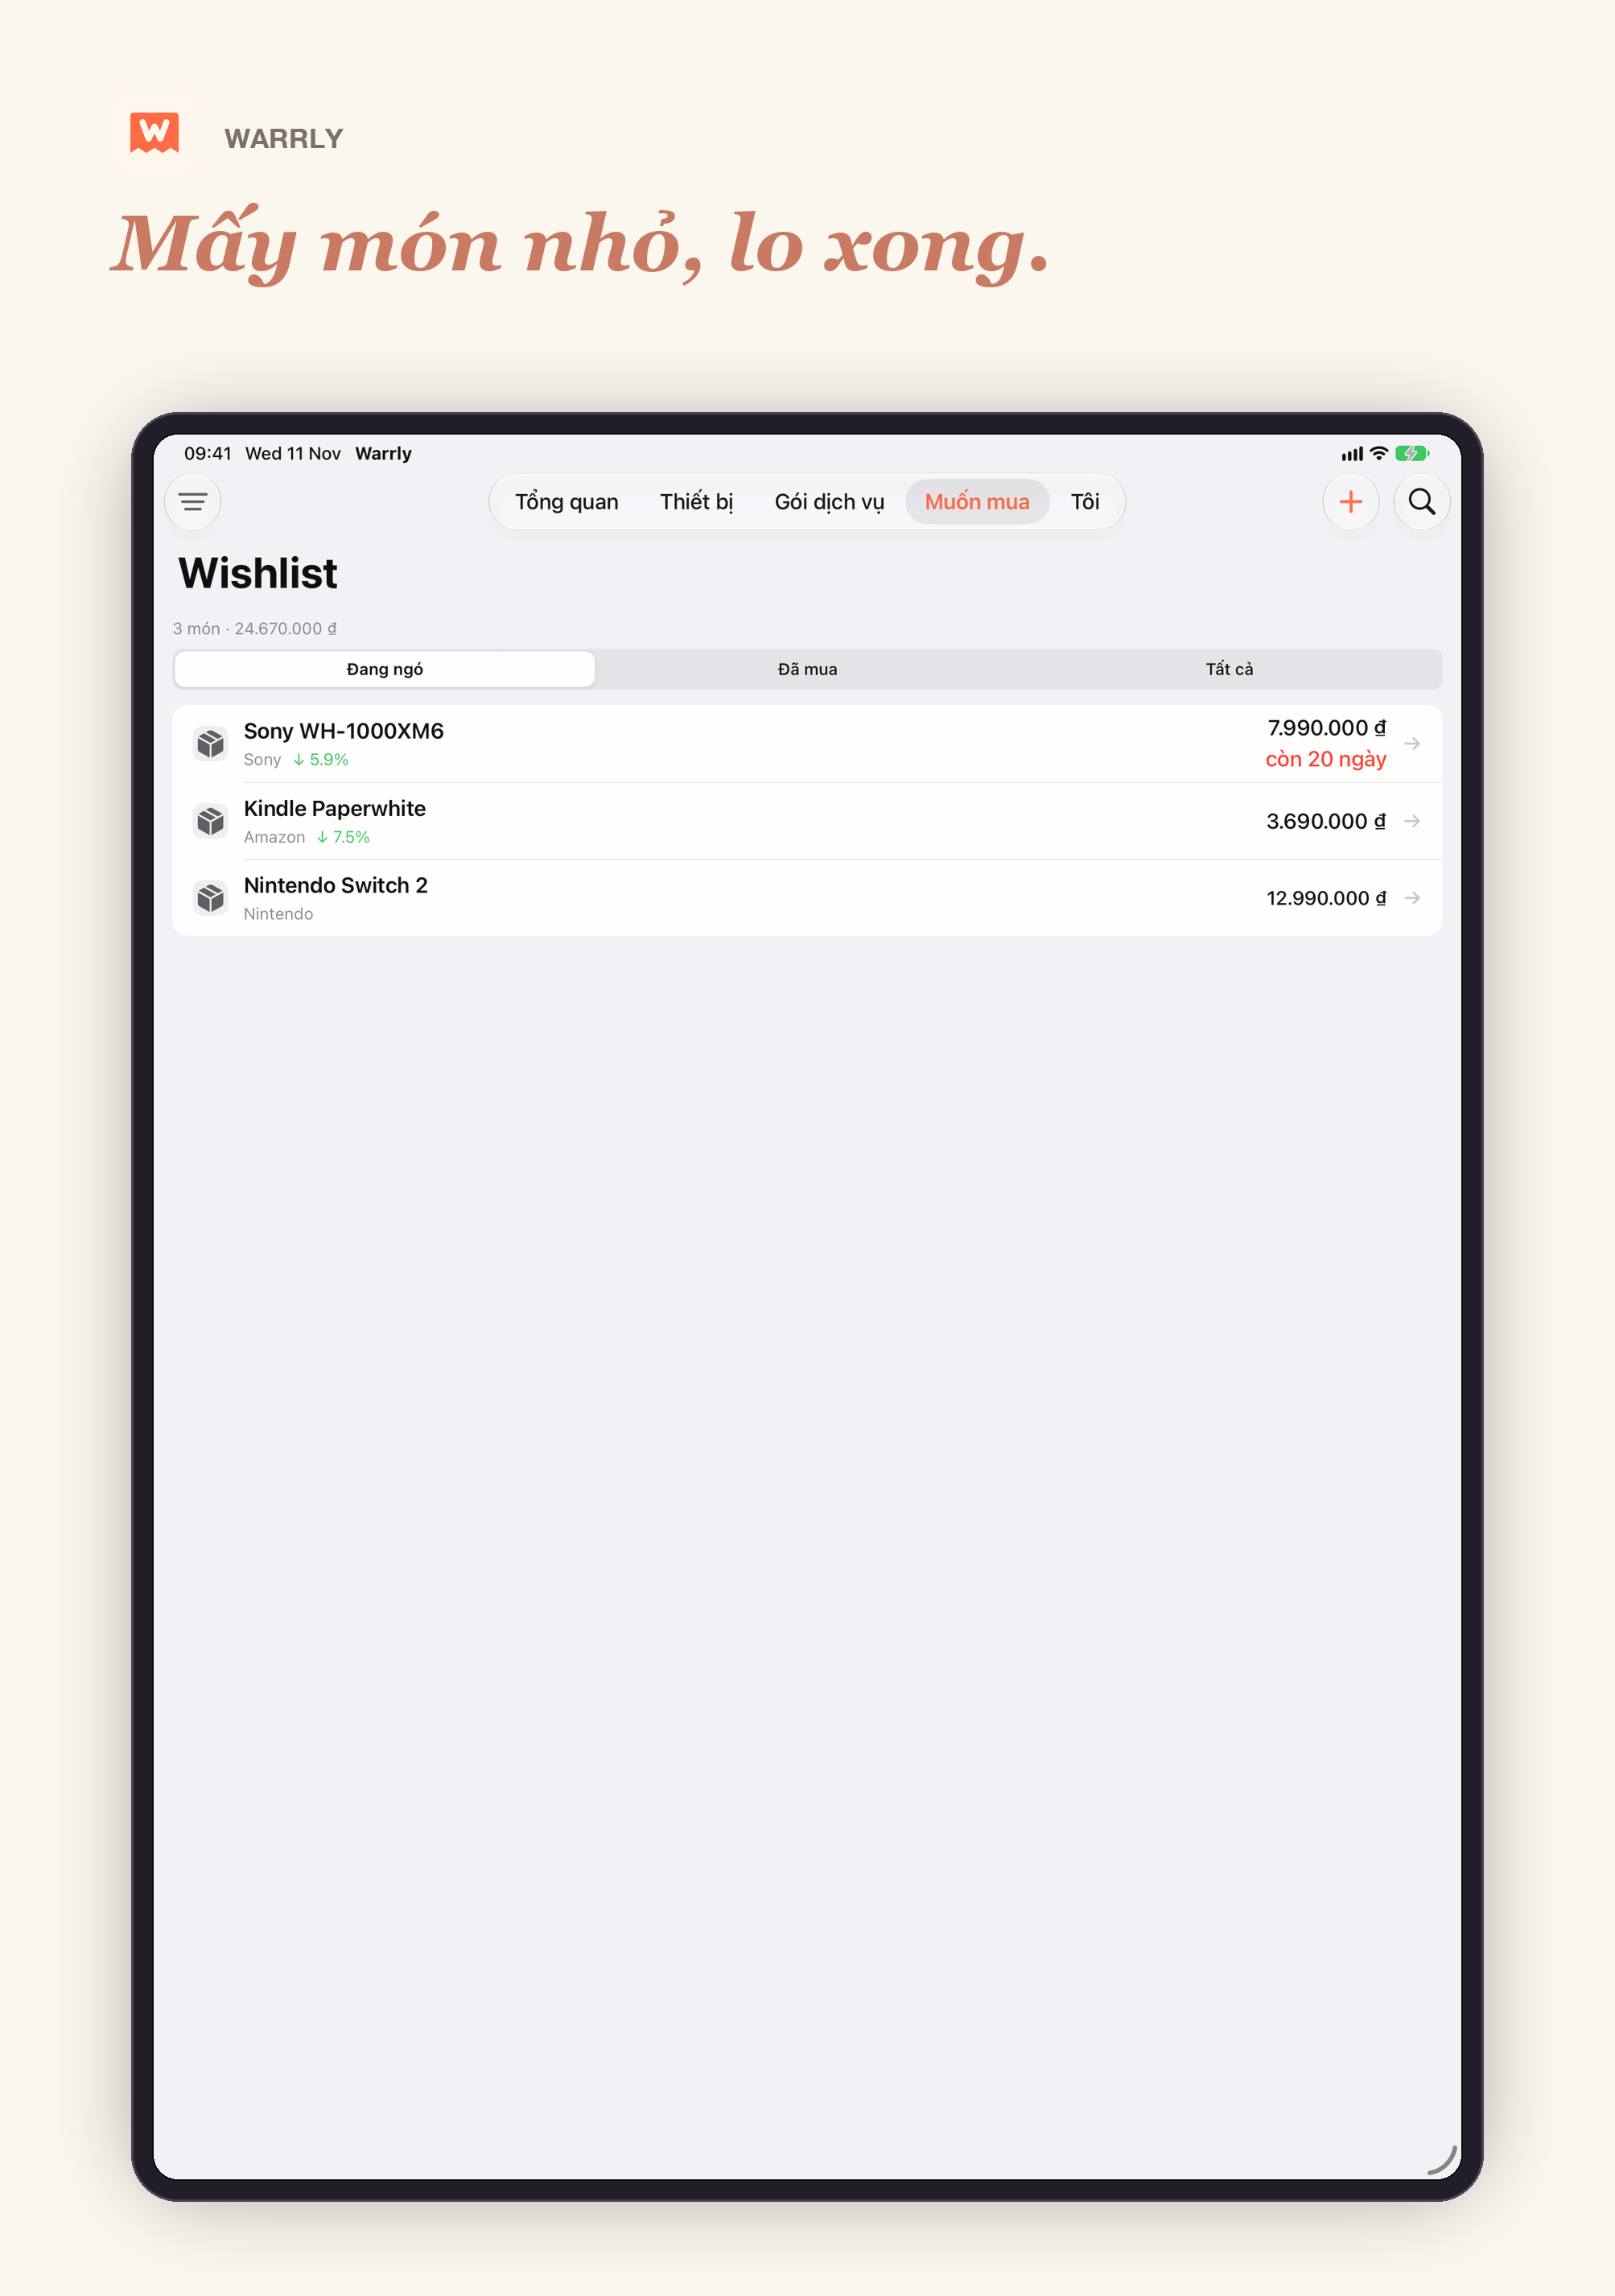 WARRLY
Mấy món nhỏ, lo xong.
09:41 Wed 11 Nov Warrly
Tổng quan Thiết bị Gói dịch vụ Muốn mua Tôi
Wishlist
3 món · 24.670.000 ₫
Đang ngó Đã mua Tất cả
Sony WH-1000XM6 7.990.000 ₫
Sony ↓ 5.9% còn 20 ngày
Kindle Paperwhite 3.690.000 ₫
Amazon ↓ 7.5%
Nintendo Switch 2 12.990.000 ₫
Nintendo